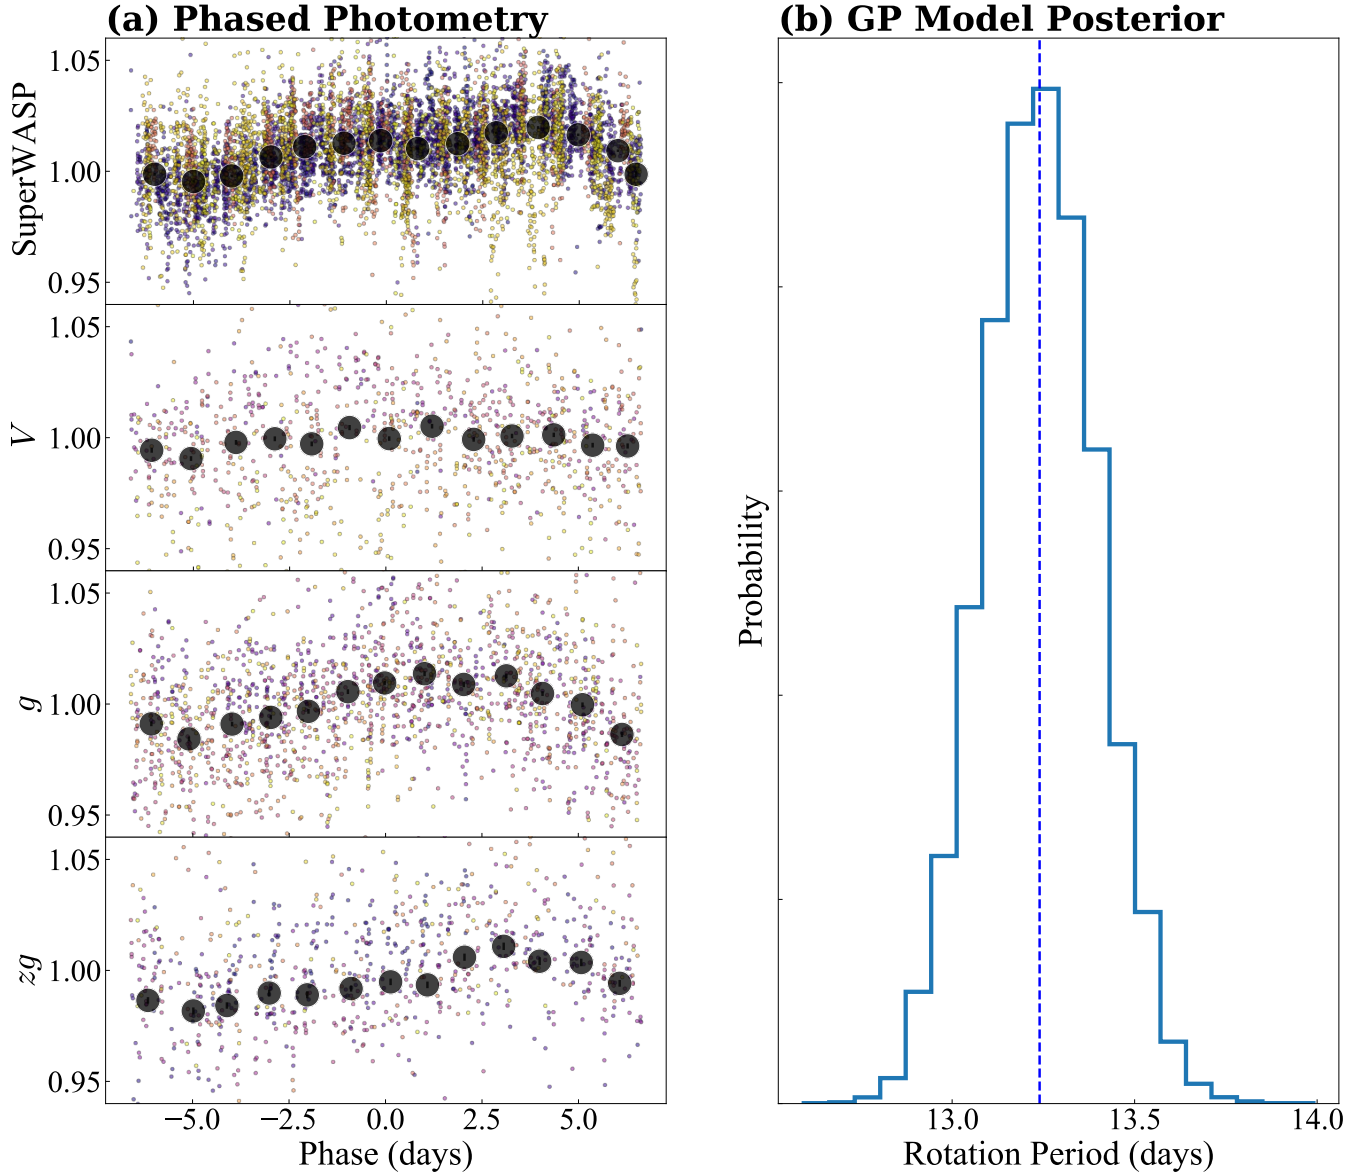 (a) Phased Photometry
(b) GP Model Posterior
SuperWASP
1.05
1.00
0.95
V
1.05
1.00
0.95
g
1.05
1.00
0.95
zg
1.05
1.00
0.95
−5.0 −2.5 0.0 2.5 5.0
Phase (days)
Probability
13.0 13.5 14.0
Rotation Period (days)